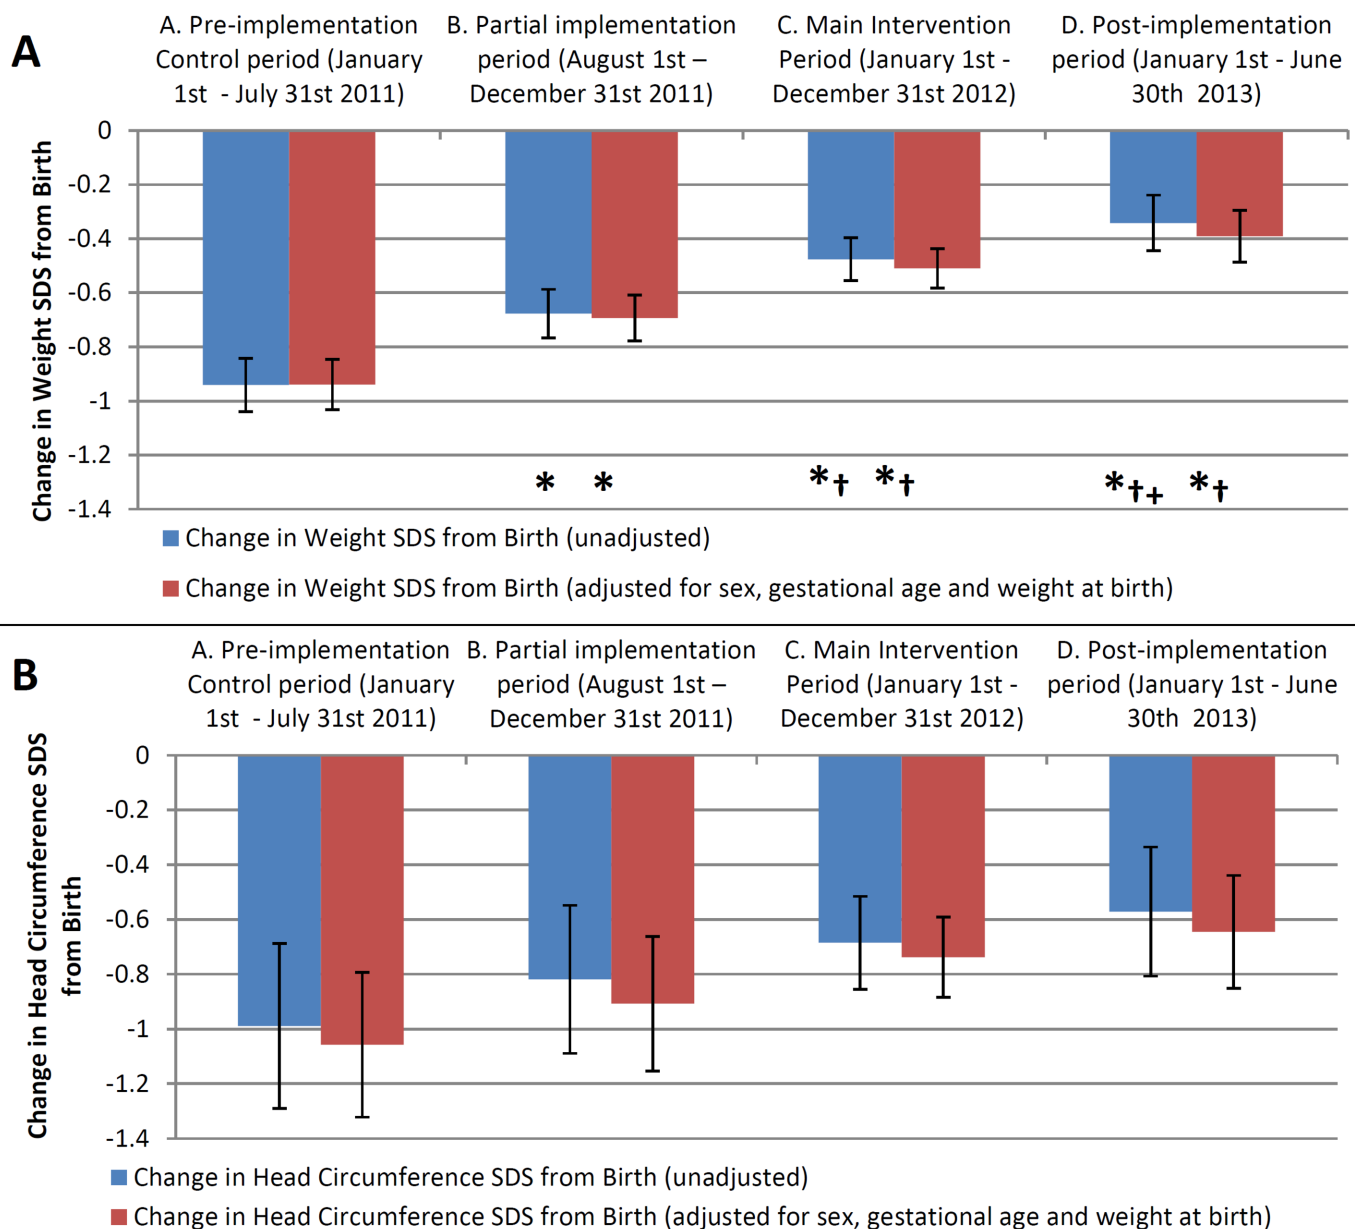 A
A. Pre-implementation
Control period (January
1st - July 31st 2011)
B. Partial implementation
period (August 1st –
December 31st 2011)
C. Main Intervention
Period (January 1st -
December 31st 2012)
D. Post-implementation
period (January 1st - June
30th 2013)
Change in Weight SDS from Birth
0
-0.2
-0.4
-0.6
-0.8
-1
-1.2
-1.4
* *
*† *†
*†+ *†
Change in Weight SDS from Birth (unadjusted)
Change in Weight SDS from Birth (adjusted for sex, gestational age and weight at birth)
B
A. Pre-implementation
Control period (January
1st - July 31st 2011)
B. Partial implementation
period (August 1st –
December 31st 2011)
C. Main Intervention
Period (January 1st -
December 31st 2012)
D. Post-implementation
period (January 1st - June
30th 2013)
Change in Head Circumference SDS
from Birth
0
-0.2
-0.4
-0.6
-0.8
-1
-1.2
-1.4
Change in Head Circumference SDS from Birth (unadjusted)
Change in Head Circumference SDS from Birth (adjusted for sex, gestational age and weight at birth)